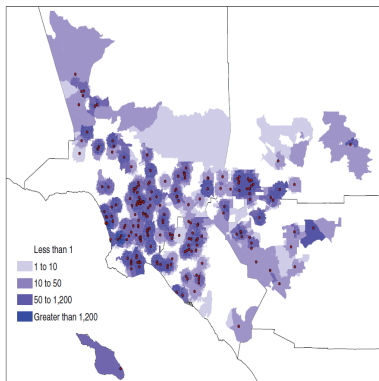 Less than 1
1 to 10
10 to 50
50 to 1,200
Greater than 1,200